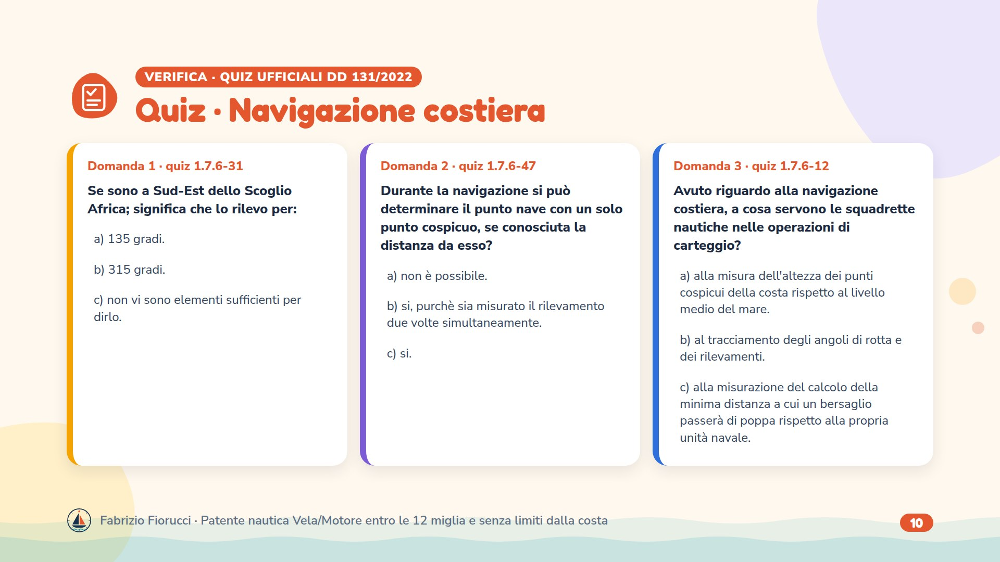 VERIFICA · QUIZ UFFICIALI DD 131/2022
Quiz · Navigazione costiera
Domanda 1 · quiz 1.7.6-31
Se sono a Sud-Est dello Scoglio
Africa; significa che lo rilevo per:
a) 135 gradi.
b) 315 gradi.
c) non vi sono elementi sufficienti per
dirlo.
Domanda 2 · quiz 1.7.6-47
Durante la navigazione si può
determinare il punto nave con un solo
punto cospicuo, se conosciuta la
distanza da esso?
a) non è possibile.
b) si, purchè sia misurato il rilevamento
due volte simultaneamente.
c) si.
Domanda 3 · quiz 1.7.6-12
Avuto riguardo alla navigazione
costiera, a cosa servono le squadrette
nautiche nelle operazioni di
carteggio?
a) alla misura dell'altezza dei punti
cospicui della costa rispetto al livello
medio del mare.
b) al tracciamento degli angoli di rotta e
dei rilevamenti.
c) alla misurazione del calcolo della
minima distanza a cui un bersaglio
passerà di poppa rispetto alla propria
unità navale.
Fabrizio Fiorucci · Patente nautica Vela/Motore entro le 12 miglia e senza limiti dalla costa
10